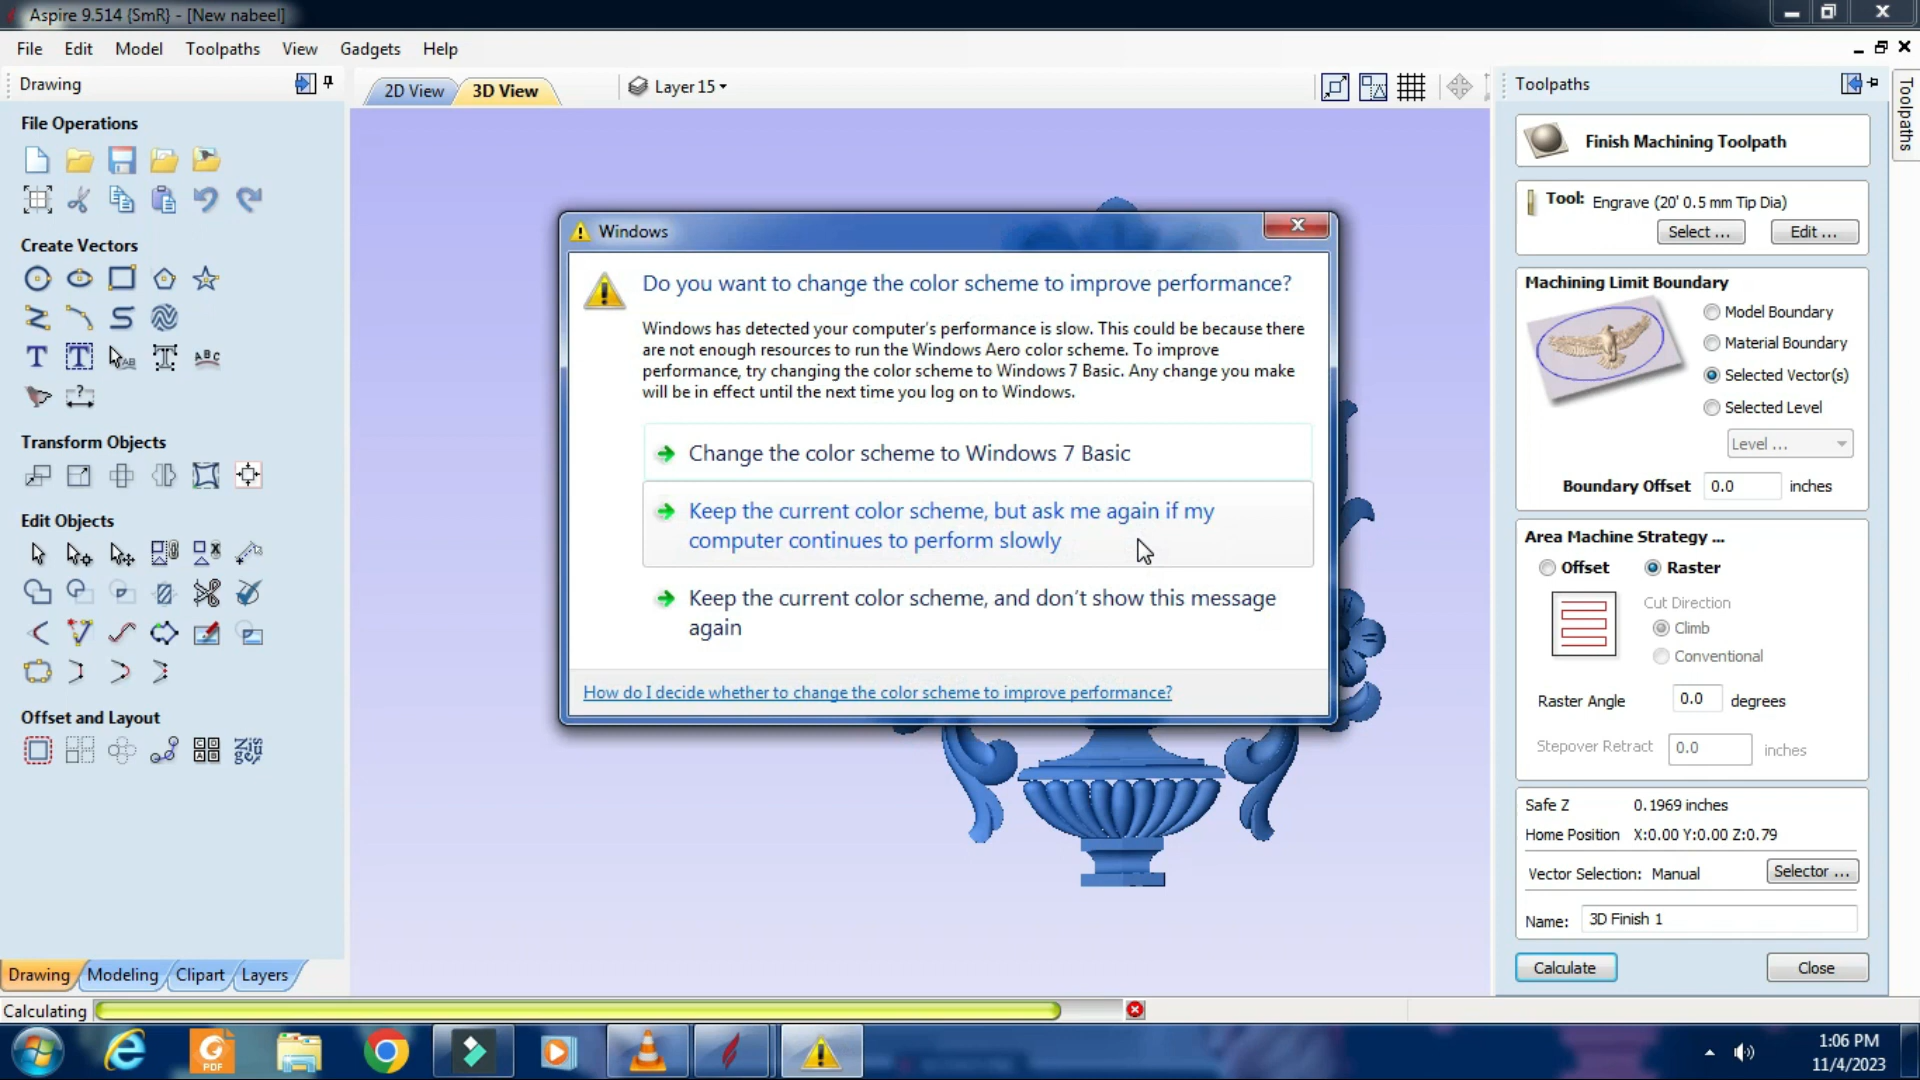 Aspire 9.514 {SmR} - [New nabeel]
File Edit Model Toolpaths View Gadgets Help
Drawing
2D View 3D View Layer 15
Toolpaths
Toolpaths
File Operations
Create Vectors
Transform Objects
Edit Objects
Offset and Layout
Drawing Modeling Clipart Layers
Calculating
Windows
Do you want to change the color scheme to improve performance?
Windows has detected your computer's performance is slow. This could be because there
are not enough resources to run the Windows Aero color scheme. To improve
performance, try changing the color scheme to Windows 7 Basic. Any change you make
will be in effect until the next time you log on to Windows.
Change the color scheme to Windows 7 Basic
Keep the current color scheme, but ask me again if my
computer continues to perform slowly
Keep the current color scheme, and don't show this message
again
How do I decide whether to change the color scheme to improve performance?
Finish Machining Toolpath
Tool: Engrave (20' 0.5 mm Tip Dia)
Select ... Edit ...
Machining Limit Boundary
Model Boundary
Material Boundary
Selected Vector(s)
Selected Level
Level ...
Boundary Offset 0.0 inches
Area Machine Strategy ...
Offset Raster
Cut Direction
Climb
Conventional
Raster Angle 0.0 degrees
Stepover Retract 0.0 inches
Safe Z 0.1969 inches
Home Position X:0.00 Y:0.00 Z:0.79
Vector Selection: Manual Selector ...
Name: 3D Finish 1
Calculate Close
PDF
1:06 PM
11/4/2023